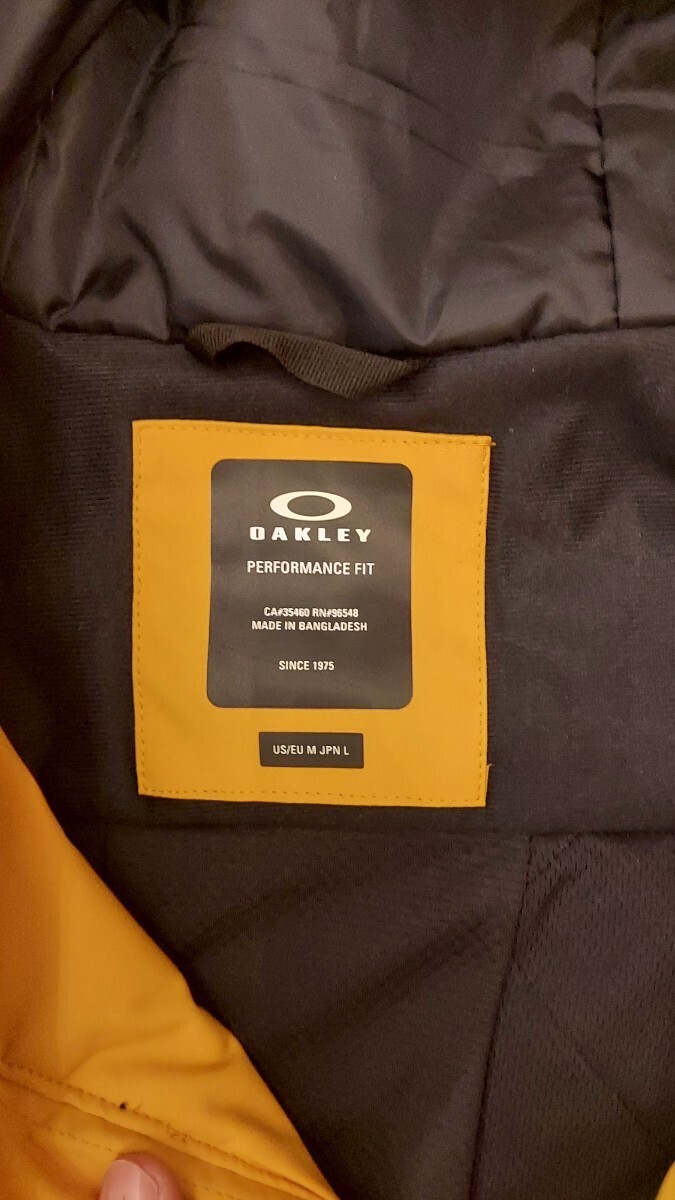 OAKLEY
PERFORMANCE FIT
CA#35460 RN#96548
MADE IN BANGLADESH
SINCE 1975
US/EU M JPN L